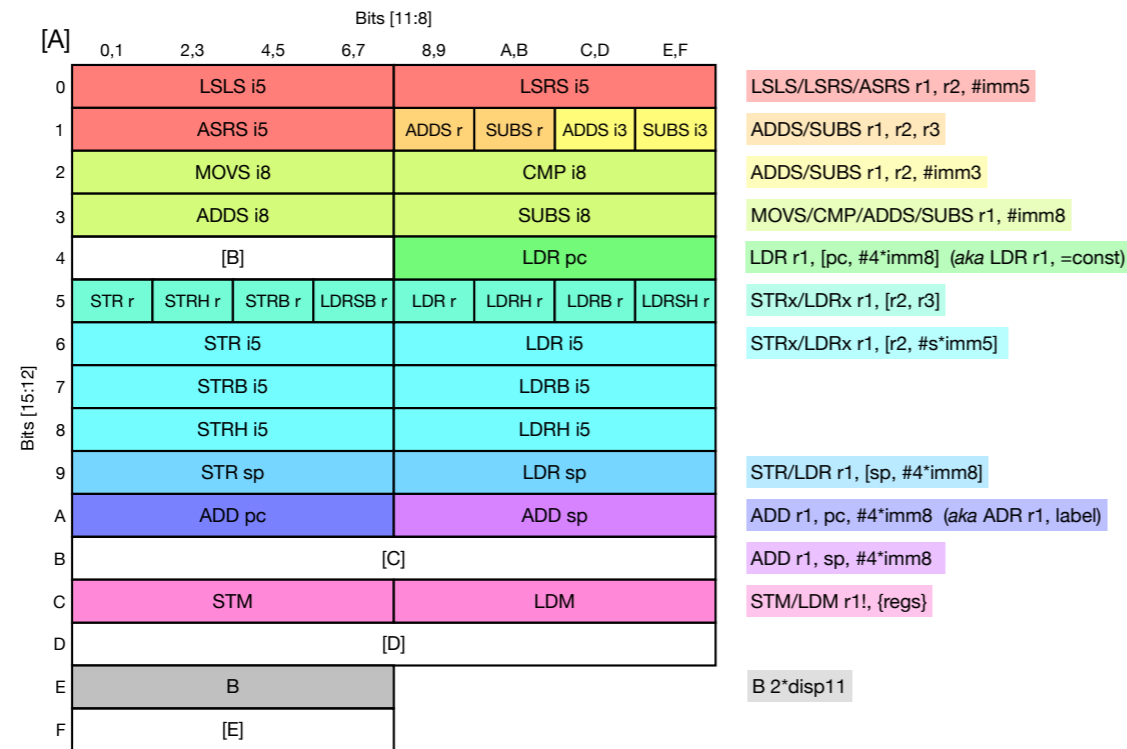 Bits [11:8]
[A] 0,1 2,3 4,5 6,7 8,9 A,B C,D E,F
0 LSLS i5 LSRS i5 LSLS/LSRS/ASRS r1, r2, #imm5
1 ASRS i5 ADDS r SUBS r ADDS i3 SUBS i3 ADDS/SUBS r1, r2, r3
2 MOVS i8 CMP i8 ADDS/SUBS r1, r2, #imm3
3 ADDS i8 SUBS i8 MOVS/CMP/ADDS/SUBS r1, #imm8
4 [B] LDR pc LDR r1, [pc, #4*imm8] (aka LDR r1, =const)
5 STR r STRH r STRB r LDRSB r LDR r LDRH r LDRB r LDRSH r STRx/LDRx r1, [r2, r3]
6 STR i5 LDR i5 STRx/LDRx r1, [r2, #s*imm5]
7 STRB i5 LDRB i5
8 STRH i5 LDRH i5
9 STR sp LDR sp STR/LDR r1, [sp, #4*imm8]
A ADD pc ADD sp ADD r1, pc, #4*imm8 (aka ADR r1, label)
B [C] ADD r1, sp, #4*imm8
C STM LDM STM/LDM r1!, {regs}
D [D]
E B B 2*disp11
F [E]
Bits [15:12]